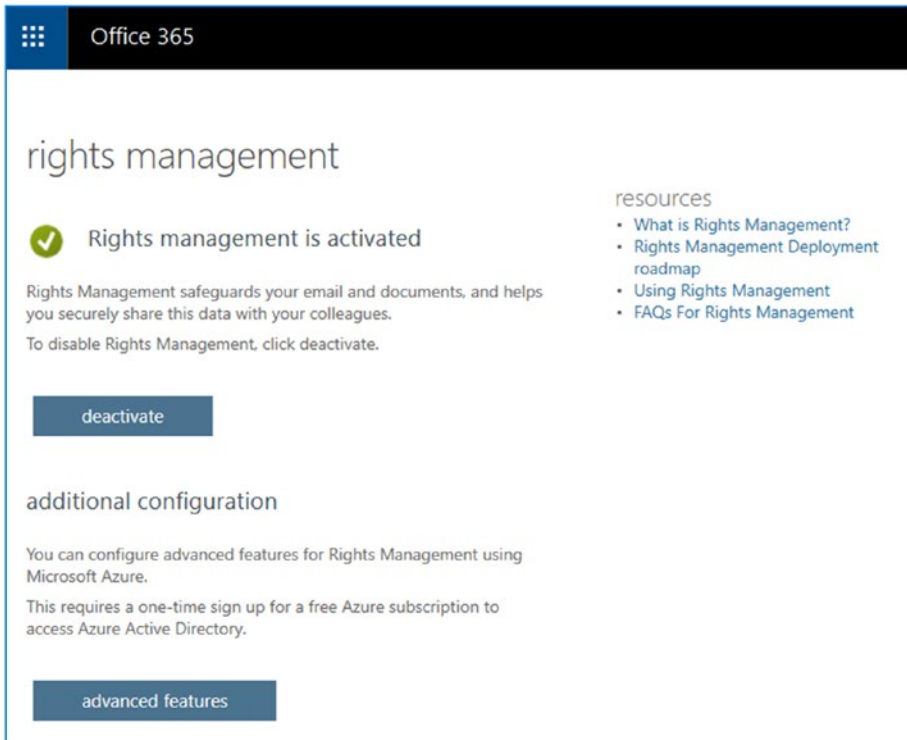 Office 365
rights management
Rights management is activated
Rights Management safeguards your email and documents, and helps
you securely share this data with your colleagues.
To disable Rights Management, click deactivate.
deactivate
additional configuration
You can configure advanced features for Rights Management using
Microsoft Azure.
This requires a one-time sign up for a free Azure subscription to
access Azure Active Directory.
advanced features
resources
• What is Rights Management?
• Rights Management Deployment
roadmap
• Using Rights Management
• FAQs For Rights Management